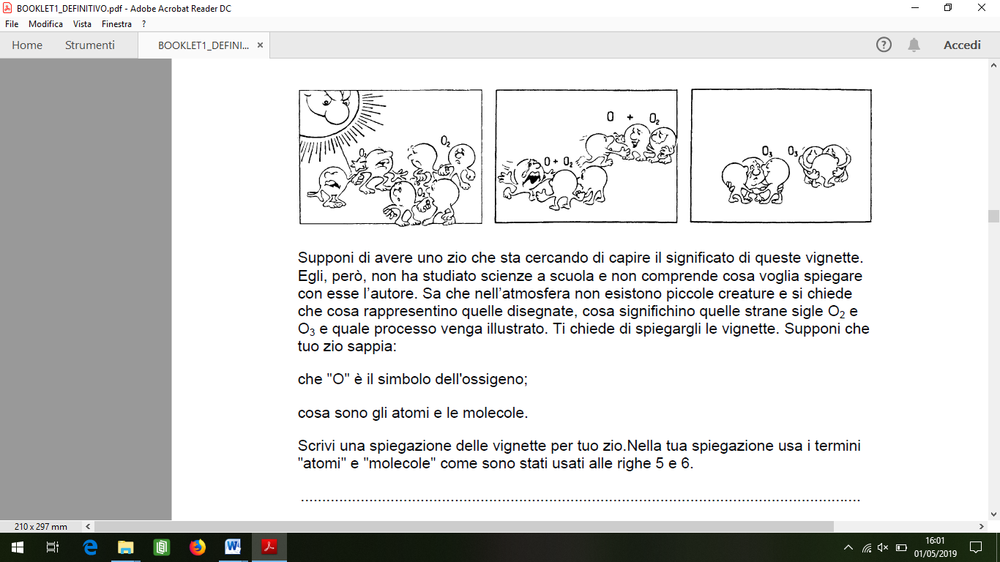 BOOKLET1_DEFINITIVO.pdf - Adobe Acrobat Reader DC
File Modifica Vista Finestra ?
Home Strumenti BOOKLET1_DEFINI... × Accedi
O + O₂
O₂
O₂
O₂
O + O₂
O₃ O₃
Supponi di avere uno zio che sta cercando di capire il significato di queste vignette.
Egli, però, non ha studiato scienze a scuola e non comprende cosa voglia spiegare
con esse l’autore. Sa che nell’atmosfera non esistono piccole creature e si chiede
che cosa rappresentino quelle disegnate, cosa significhino quelle strane sigle O₂ e
O₃ e quale processo venga illustrato. Ti chiede di spiegargli le vignette. Supponi che
tuo zio sappia:
che "O" è il simbolo dell'ossigeno;
cosa sono gli atomi e le molecole.
Scrivi una spiegazione delle vignette per tuo zio.Nella tua spiegazione usa i termini
"atomi" e "molecole" come sono stati usati alle righe 5 e 6.
210 x 297 mm
16:01
01/05/2019